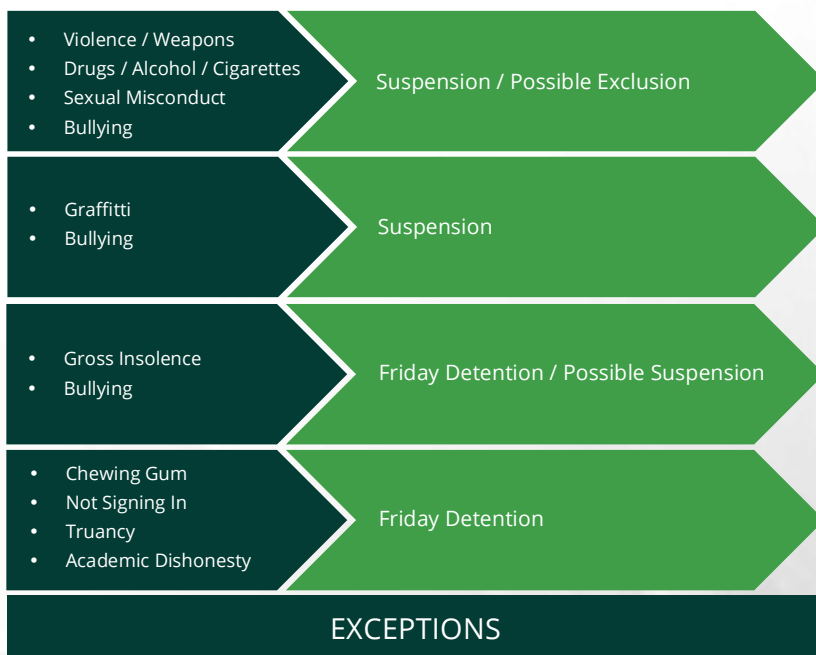 • Violence / Weapons
• Drugs / Alcohol / Cigarettes
• Sexual Misconduct
• Bullying
Suspension / Possible Exclusion
• Graffitti
• Bullying
Suspension
• Gross Insolence
• Bullying
Friday Detention / Possible Suspension
• Chewing Gum
• Not Signing In
• Truancy
• Academic Dishonesty
Friday Detention
EXCEPTIONS